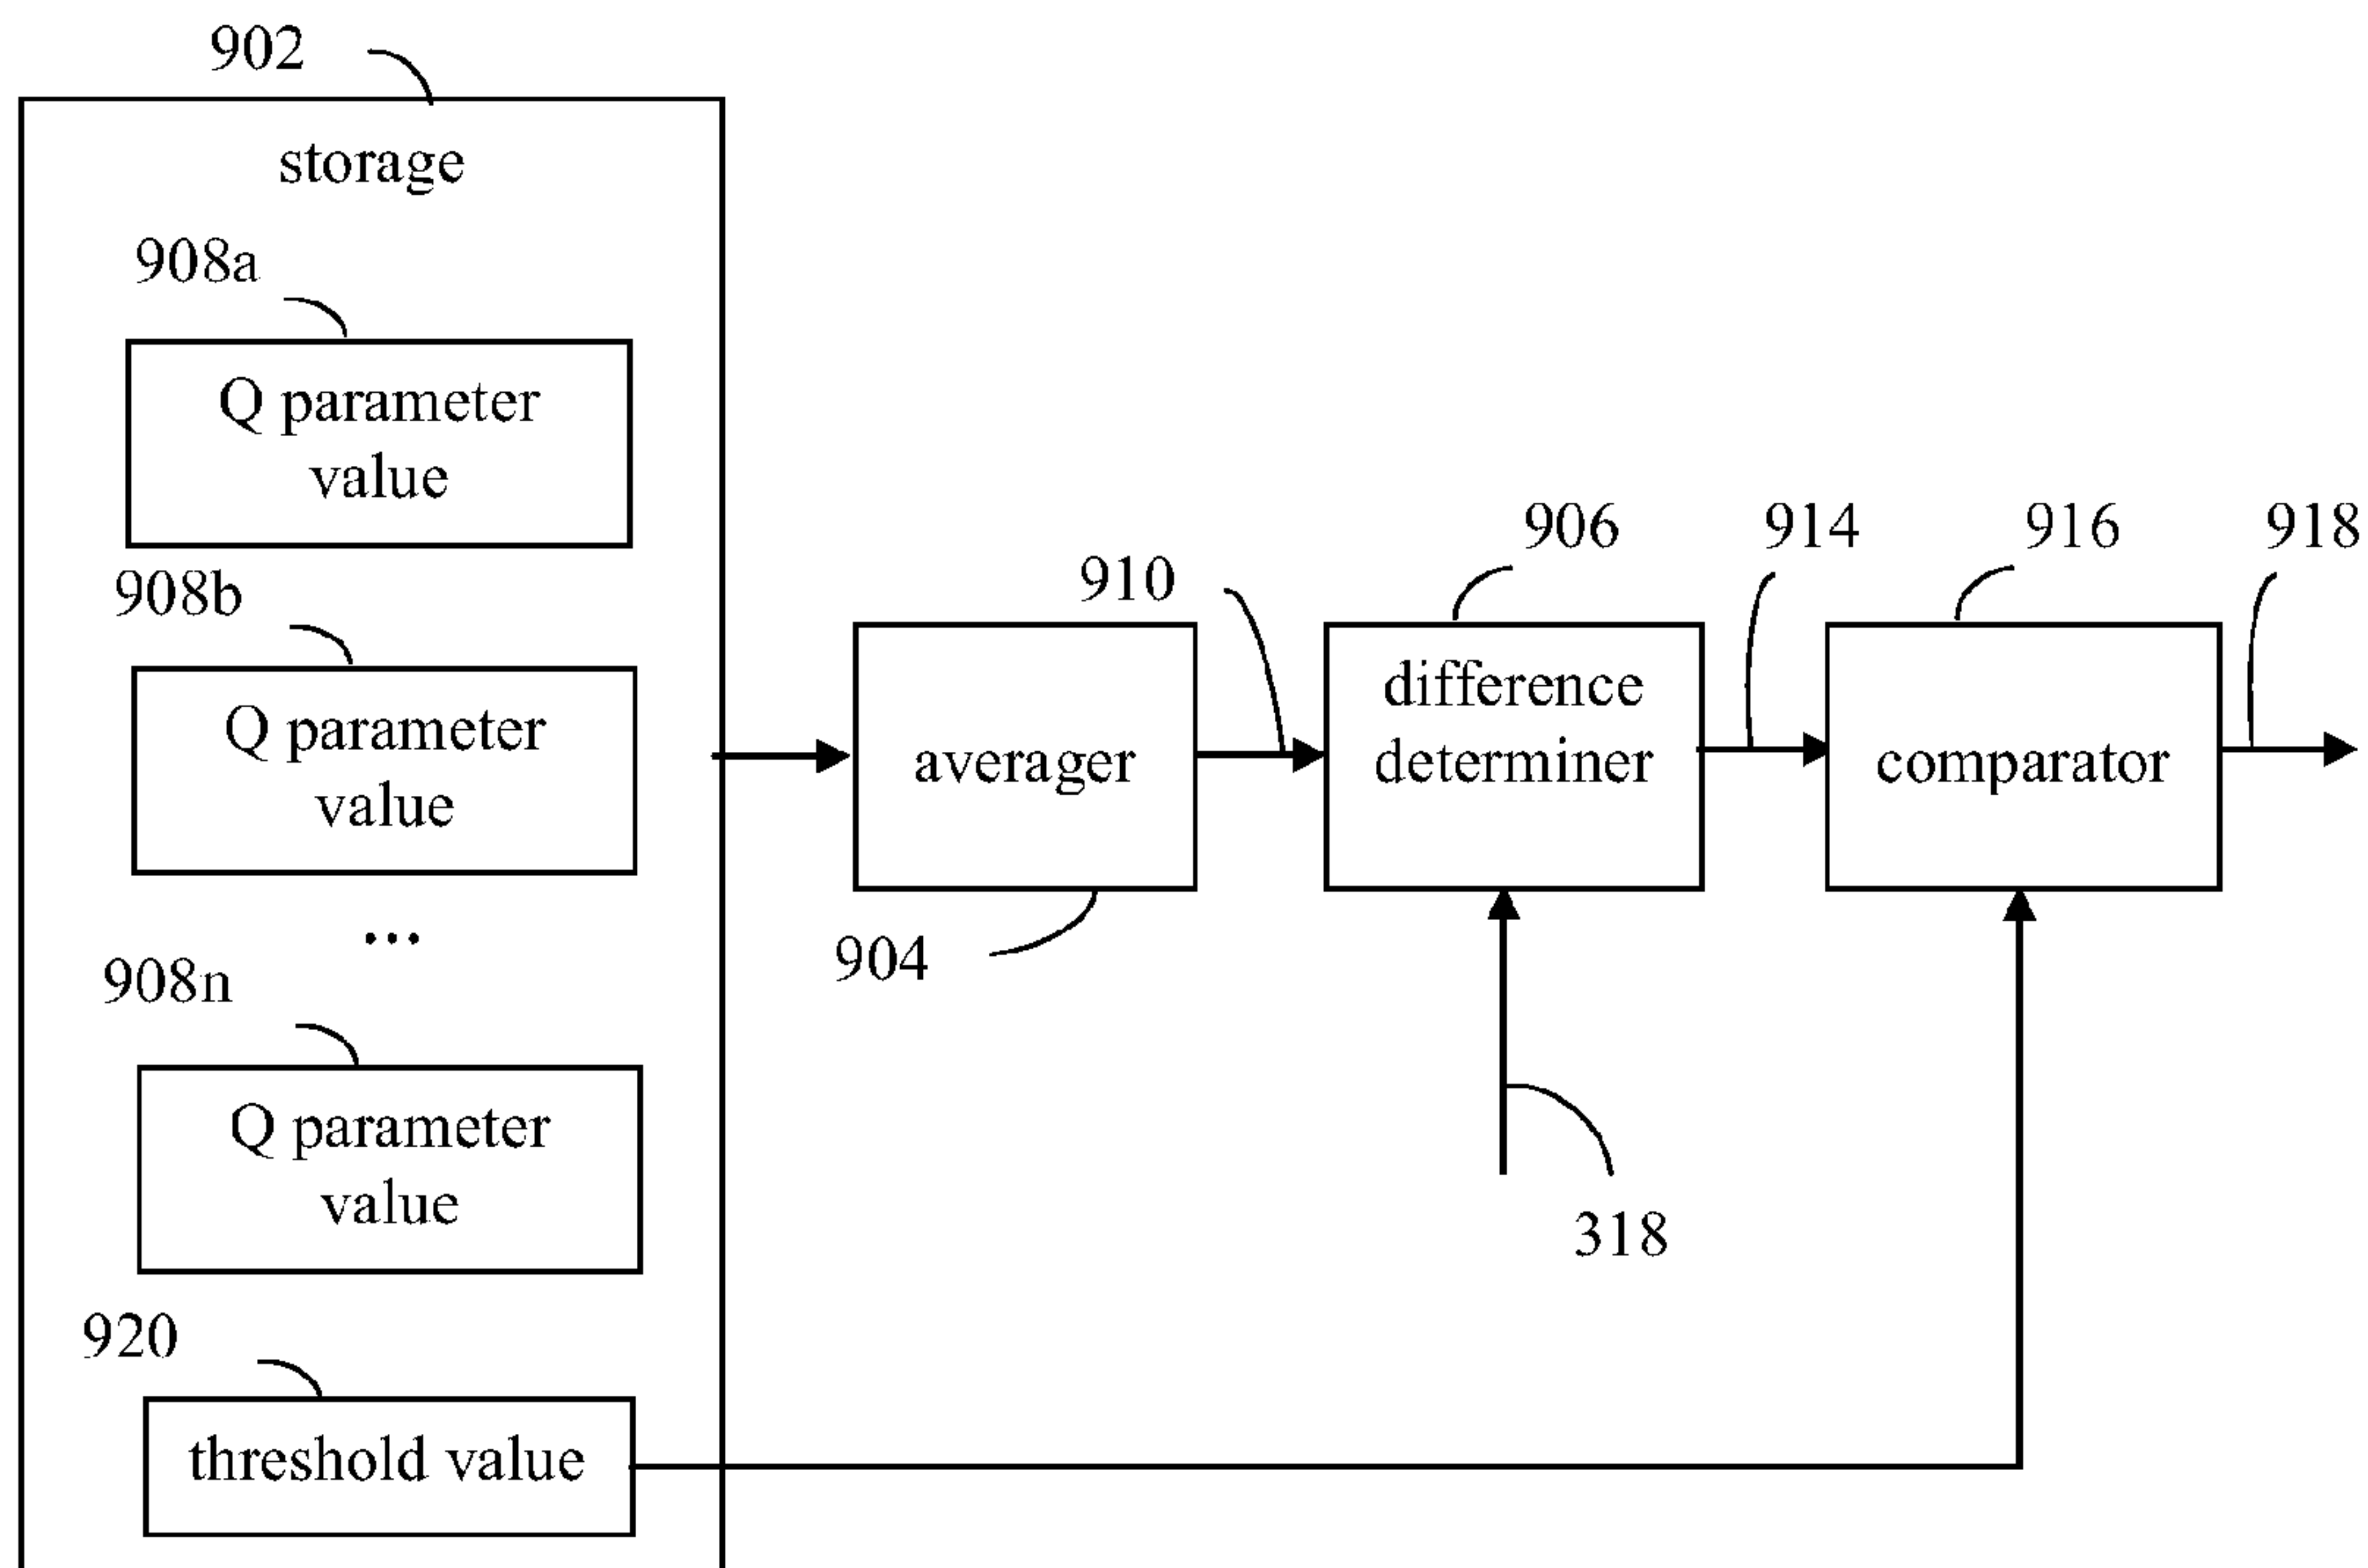 902
storage
908a
Q parameter
value
908b
Q parameter
value
...
908n
Q parameter
value
920
threshold value
910
averager
904
906
difference
determiner
318
914
916
comparator
918